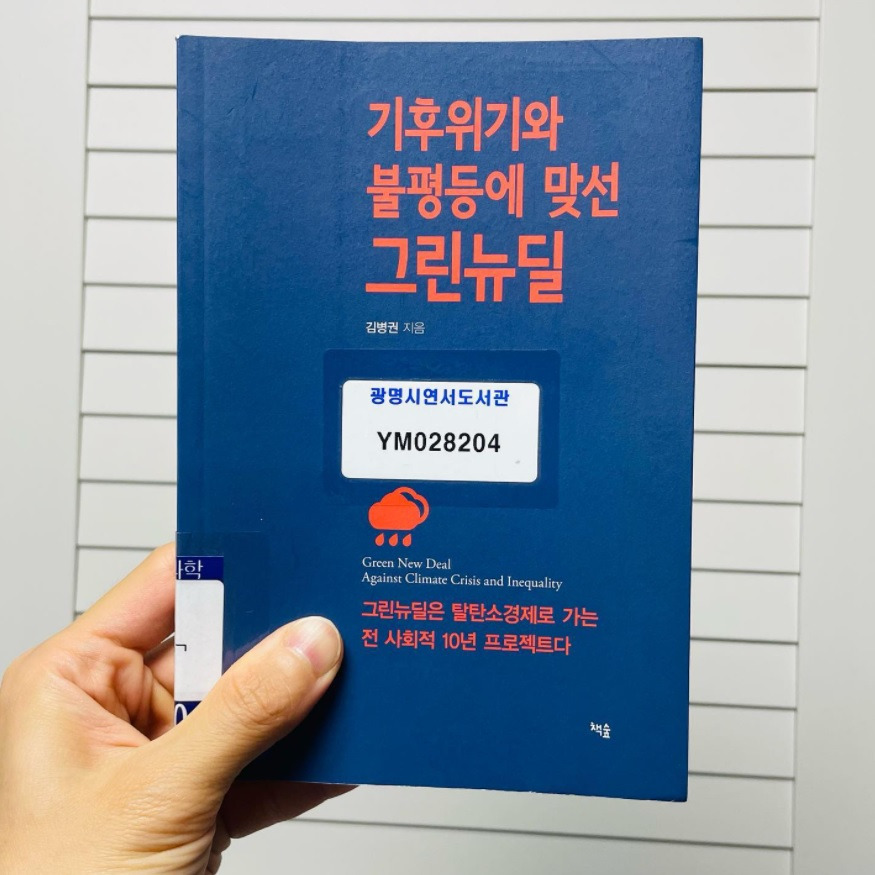 기후위기와
불평등에 맞선
그린뉴딜
김병권 지음
광명시연서도서관
YM028204
Green New Deal
Against Climate Crisis and Inequality
그린뉴딜은 탈탄소경제로 가는
전 사회적 10년 프로젝트다
책숲